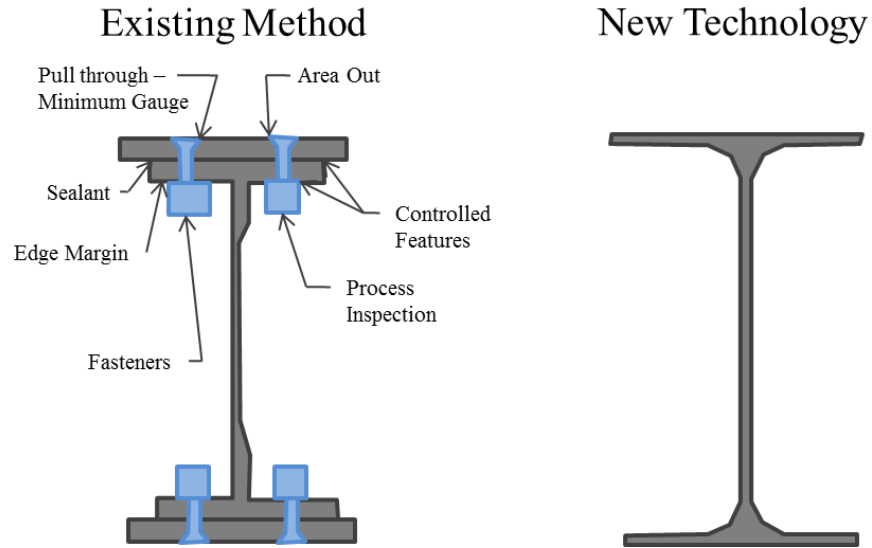 Existing Method
New Technology
Pull through –
Minimum Gauge
Area Out
Sealant
Edge Margin
Controlled
Features
Process
Inspection
Fasteners